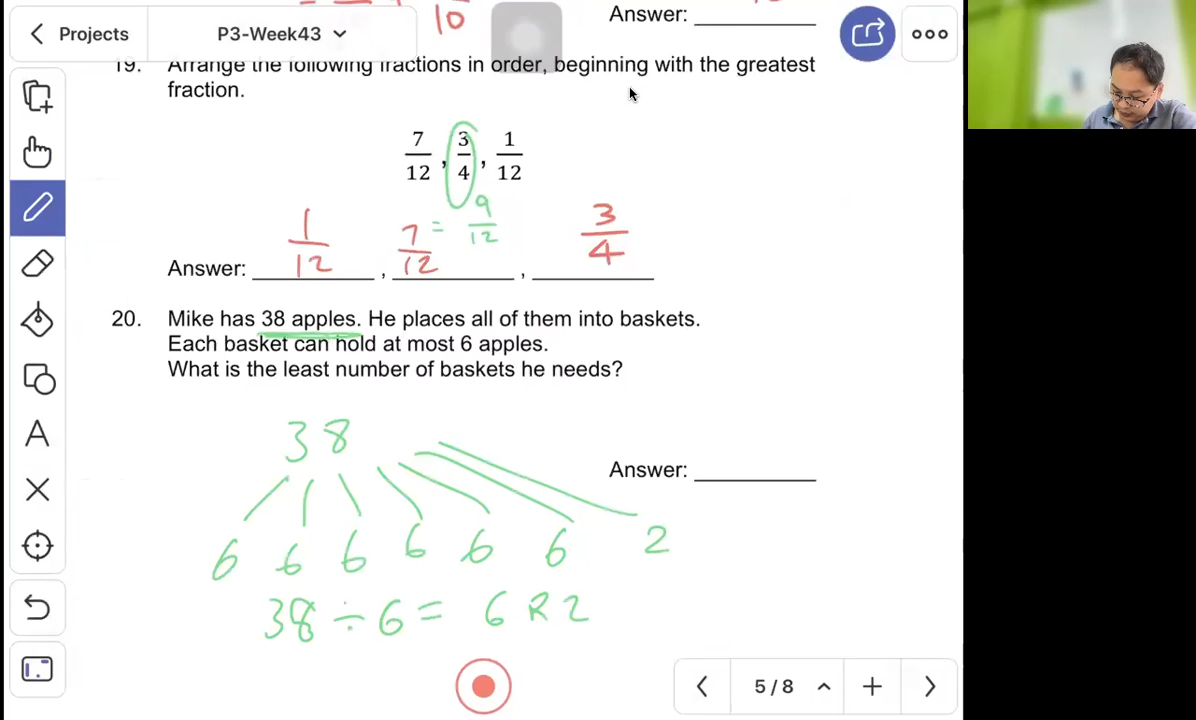 10
Answer: ___________
Projects
P3-Week43
19. Arrange the following fractions in order, beginning with the greatest
fraction.
7/12 , 3/4 , 1/12
= 9/12
Answer: 1/12 , 7/12 , 3/4
20. Mike has 38 apples. He places all of them into baskets.
Each basket can hold at most 6 apples.
What is the least number of baskets he needs?
38
Answer: ___________
6 6 6 6 6 6 2
38 ÷ 6 = 6 R 2
5 / 8